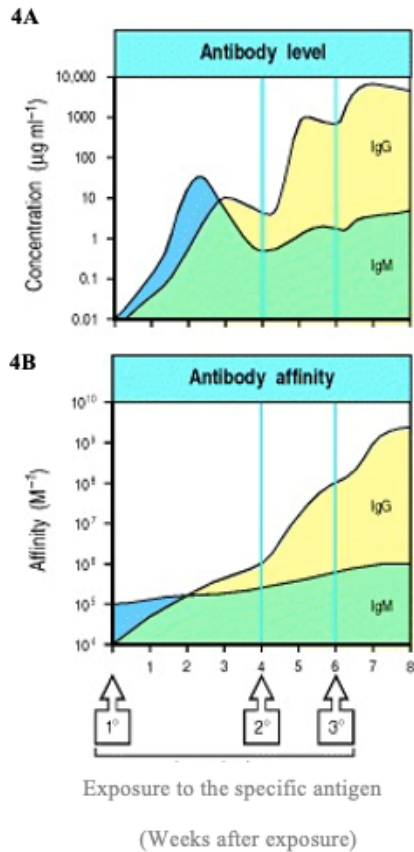 4A
Antibody level
Concentration (µg ml⁻¹)
10,000
1000
100
10
1
0.1
0.01
IgG
IgM
4B
Antibody affinity
Affinity (M⁻¹)
10¹⁰
10⁹
10⁸
10⁷
10⁶
10⁵
10⁴
IgG
IgM
1 2 3 4 5 6 7 8
1° 2° 3°
Exposure to the specific antigen
(Weeks after exposure)